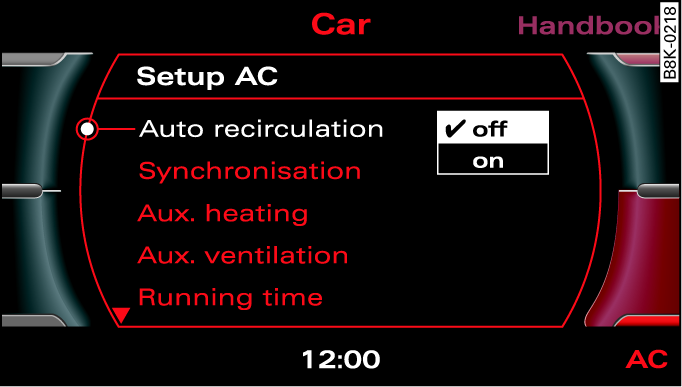 Car
Handbook
B8K-0218
Setup AC
Auto recirculation
✔ off
on
Synchronisation
Aux. heating
Aux. ventilation
Running time
12:00
AC